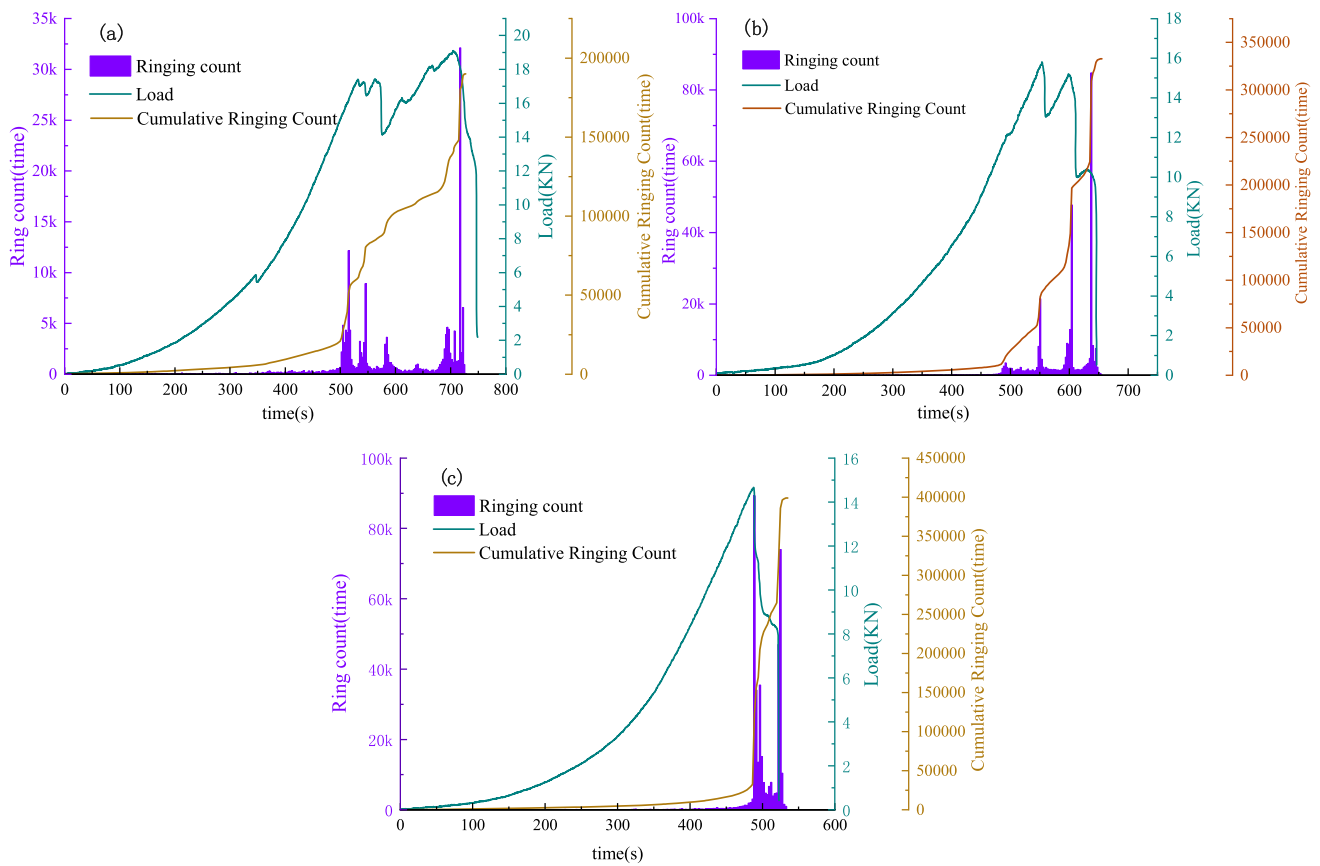 (a)
Ringing count
Load
Cumulative Ringing Count
35k
30k
25k
20k
15k
10k
5k
0
Ring count(time)
0 100 200 300 400 500 600 700 800
time(s)
20
18
16
14
12
10
8
6
4
2
0
Load(KN)
200000
150000
100000
50000
0
Cumulative Ringing Count(time)
(b)
Ringing count
Load
Cumulative Ringing Count
100k
80k
60k
40k
20k
0
Ring count(time)
0 100 200 300 400 500 600 700
time(s)
18
16
14
12
10
8
6
4
2
0
Load(KN)
350000
300000
250000
200000
150000
100000
50000
0
Cumulative Ringing Count(time)
(c)
Ringing count
Load
Cumulative Ringing Count
100k
80k
60k
40k
20k
0
Ring count(time)
0 100 200 300 400 500 600
time(s)
16
14
12
10
8
6
4
2
0
Load(KN)
450000
400000
350000
300000
250000
200000
150000
100000
50000
0
Cumulative Ringing Count(time)